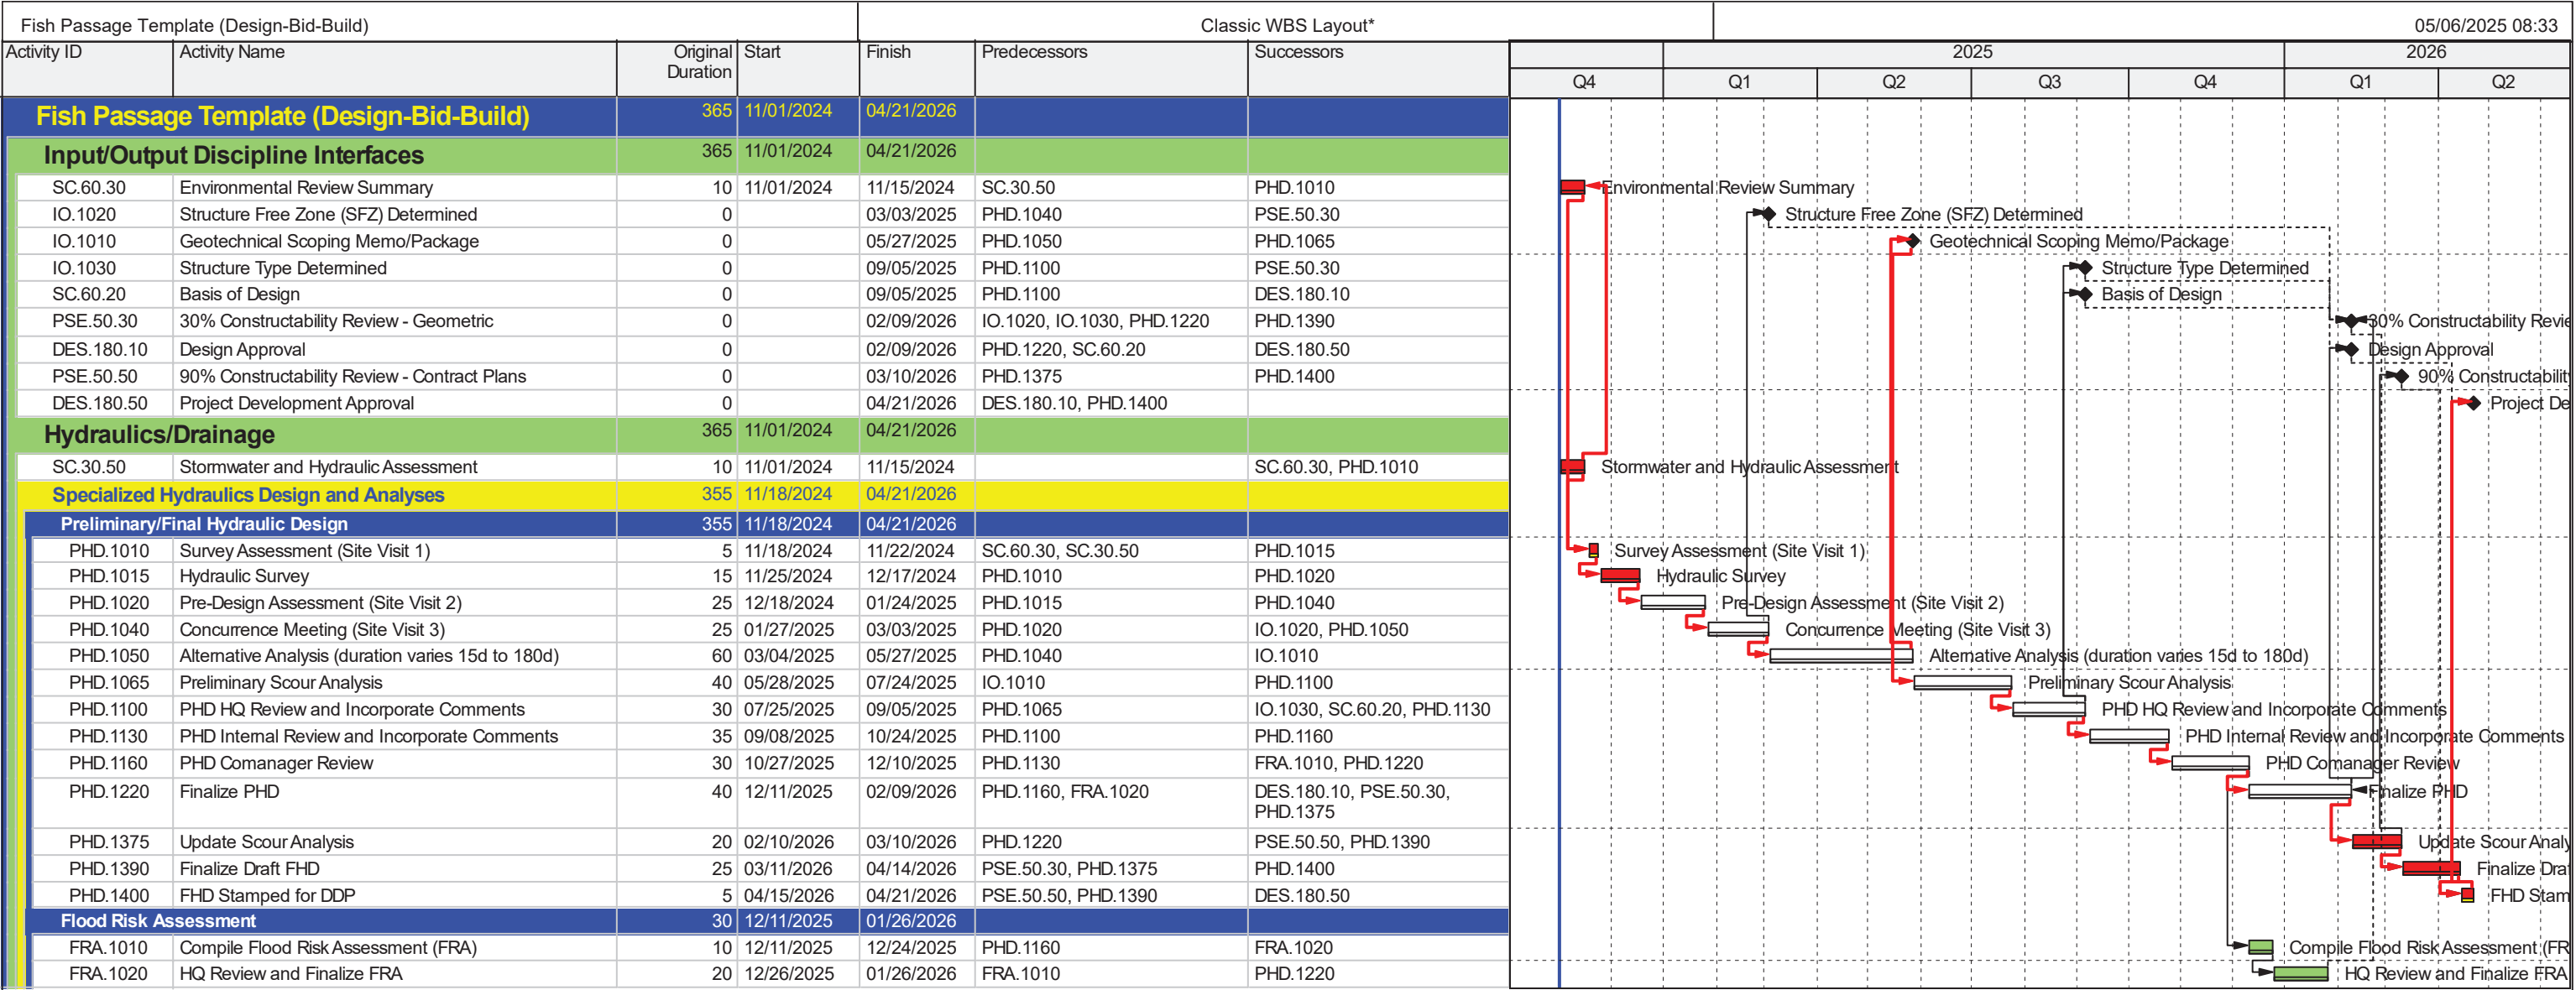 Fish Passage Template (Design-Bid-Build) Classic WBS Layout* 05/06/2025 08:33
Activity ID Activity Name Original Duration Start Finish Predecessors Successors 2025 2026
Q4 Q1 Q2 Q3 Q4 Q1 Q2
Fish Passage Template (Design-Bid-Build) 365 11/01/2024 04/21/2026
Input/Output Discipline Interfaces 365 11/01/2024 04/21/2026
SC.60.30 Environmental Review Summary 10 11/01/2024 11/15/2024 SC.30.50 PHD.1010 Environmental Review Summary
IO.1020 Structure Free Zone (SFZ) Determined 0 03/03/2025 PHD.1040 PSE.50.30 Structure Free Zone (SFZ) Determined
IO.1010 Geotechnical Scoping Memo/Package 0 05/27/2025 PHD.1050 PHD.1065 Geotechnical Scoping Memo/Package
IO.1030 Structure Type Determined 0 09/05/2025 PHD.1100 PSE.50.30 Structure Type Determined
SC.60.20 Basis of Design 0 09/05/2025 PHD.1100 DES.180.10 Basis of Design
PSE.50.30 30% Constructability Review - Geometric 0 02/09/2026 IO.1020, IO.1030, PHD.1220 PHD.1390 30% Constructability Revie
DES.180.10 Design Approval 0 02/09/2026 PHD.1220, SC.60.20 DES.180.50 Design Approval
PSE.50.50 90% Constructability Review - Contract Plans 0 03/10/2026 PHD.1375 PHD.1400 90% Constructability
DES.180.50 Project Development Approval 0 04/21/2026 DES.180.10, PHD.1400 Project De
Hydraulics/Drainage 365 11/01/2024 04/21/2026
SC.30.50 Stormwater and Hydraulic Assessment 10 11/01/2024 11/15/2024 SC.60.30, PHD.1010 Stormwater and Hydraulic Assessment
Specialized Hydraulics Design and Analyses 355 11/18/2024 04/21/2026
Preliminary/Final Hydraulic Design 355 11/18/2024 04/21/2026
PHD.1010 Survey Assessment (Site Visit 1) 5 11/18/2024 11/22/2024 SC.60.30, SC.30.50 PHD.1015 Survey Assessment (Site Visit 1)
PHD.1015 Hydraulic Survey 15 11/25/2024 12/17/2024 PHD.1010 PHD.1020 Hydraulic Survey
PHD.1020 Pre-Design Assessment (Site Visit 2) 25 12/18/2024 01/24/2025 PHD.1015 PHD.1040 Pre-Design Assessment (Site Visit 2)
PHD.1040 Concurrence Meeting (Site Visit 3) 25 01/27/2025 03/03/2025 PHD.1020 IO.1020, PHD.1050 Concurrence Meeting (Site Visit 3)
PHD.1050 Alternative Analysis (duration varies 15d to 180d) 60 03/04/2025 05/27/2025 PHD.1040 IO.1010 Alternative Analysis (duration varies 15d to 180d)
PHD.1065 Preliminary Scour Analysis 40 05/28/2025 07/24/2025 IO.1010 PHD.1100 Preliminary Scour Analysis
PHD.1100 PHD HQ Review and Incorporate Comments 30 07/25/2025 09/05/2025 PHD.1065 IO.1030, SC.60.20, PHD.1130 PHD HQ Review and Incorporate Comments
PHD.1130 PHD Internal Review and Incorporate Comments 35 09/08/2025 10/24/2025 PHD.1100 PHD.1160 PHD Internal Review and Incorporate Comments
PHD.1160 PHD Comanager Review 30 10/27/2025 12/10/2025 PHD.1130 FRA.1010, PHD.1220 PHD Comanager Review
PHD.1220 Finalize PHD 40 12/11/2025 02/09/2026 PHD.1160, FRA.1020 DES.180.10, PSE.50.30, Finalize PHD
PHD.1375
PHD.1375 Update Scour Analysis 20 02/10/2026 03/10/2026 PHD.1220 PSE.50.50, PHD.1390 Update Scour Analy
PHD.1390 Finalize Draft FHD 25 03/11/2026 04/14/2026 PSE.50.30, PHD.1375 PHD.1400 Finalize Draf
PHD.1400 FHD Stamped for DDP 5 04/15/2026 04/21/2026 PSE.50.50, PHD.1390 DES.180.50 FHD Stam
Flood Risk Assessment 30 12/11/2025 01/26/2026
FRA.1010 Compile Flood Risk Assessment (FRA) 10 12/11/2025 12/24/2025 PHD.1160 FRA.1020 Compile Flood Risk Assessment (FR
FRA.1020 HQ Review and Finalize FRA 20 12/26/2025 01/26/2026 FRA.1010 PHD.1220 HQ Review and Finalize FRA